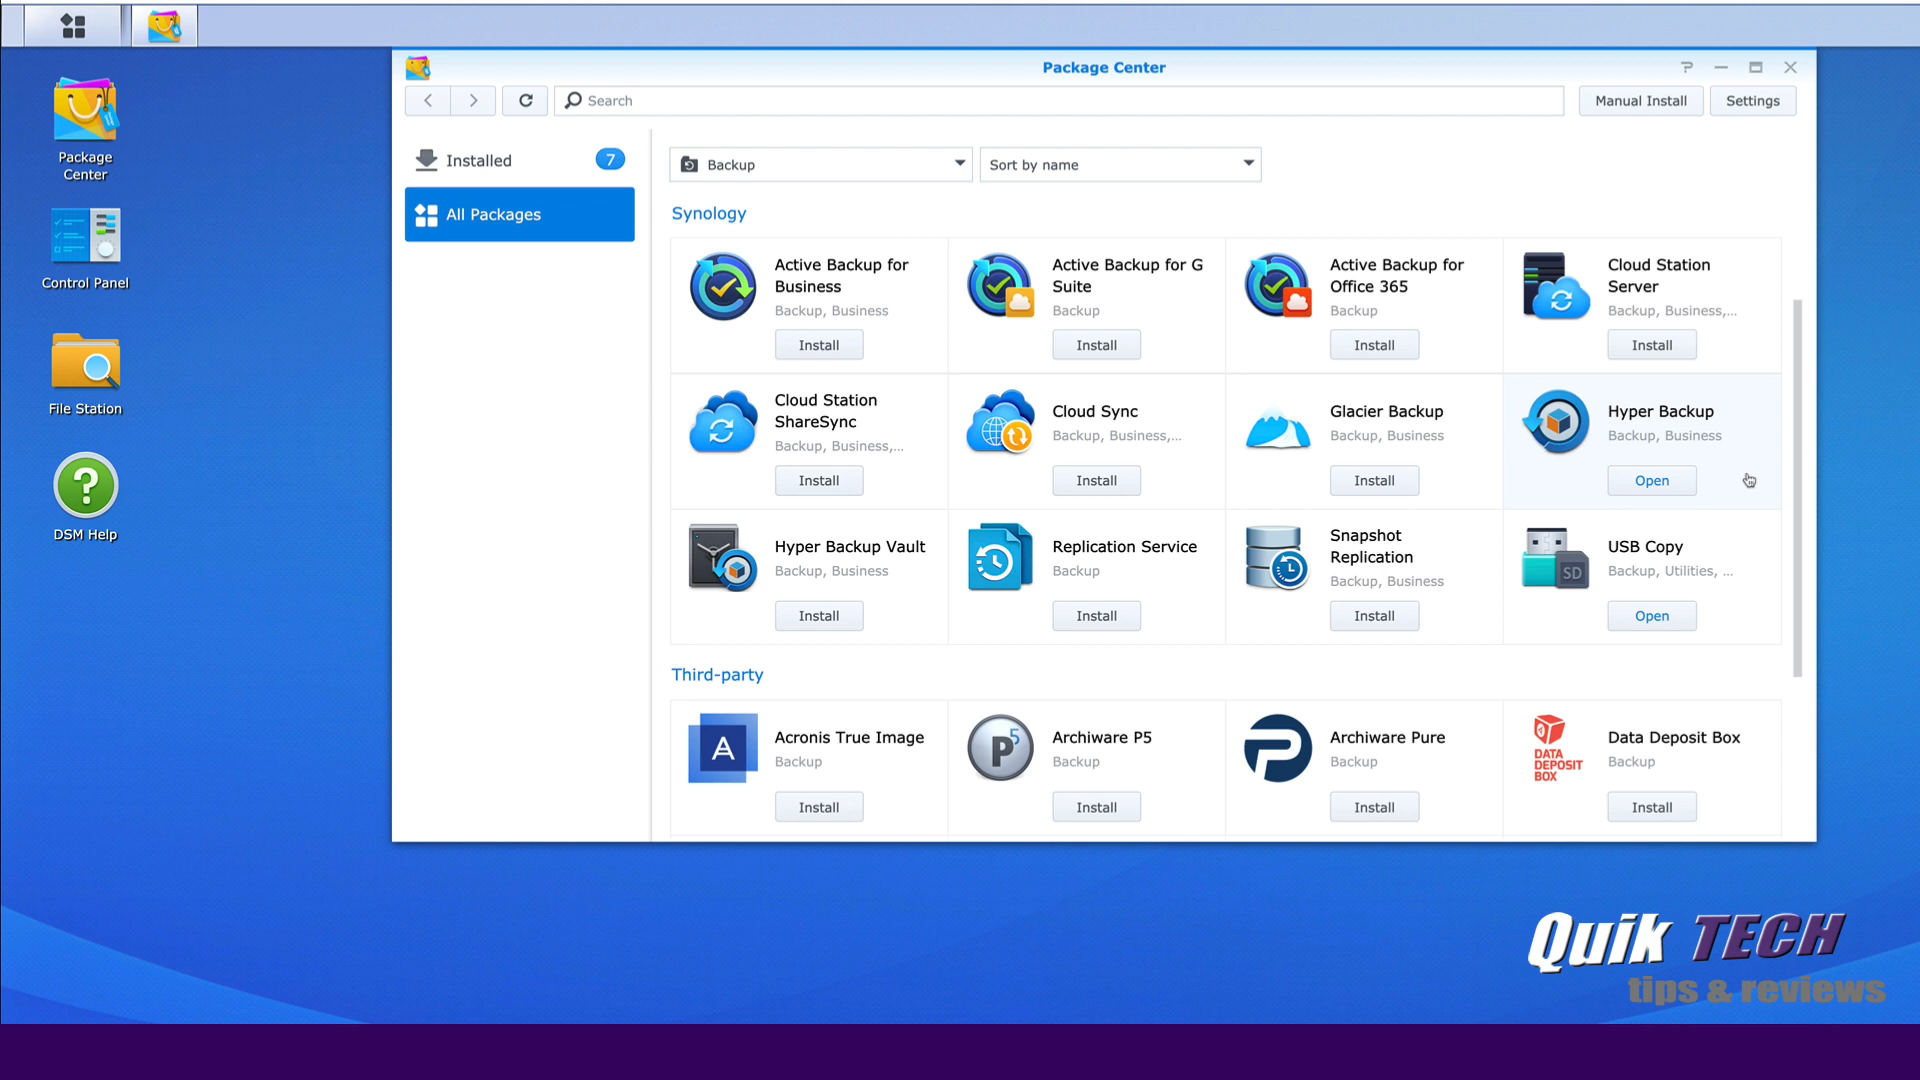 Package Center
Search
Manual Install
Settings
Package
Center
Control Panel
File Station
DSM Help
Installed
7
All Packages
Backup
Sort by name
Synology
Active Backup for
Business
Backup, Business
Install
Active Backup for G
Suite
Backup
Install
Active Backup for
Office 365
Backup
Install
Cloud Station
Server
Backup, Business,...
Install
Cloud Station
ShareSync
Backup, Business,...
Install
Cloud Sync
Backup, Business,...
Install
Glacier Backup
Backup, Business
Install
Hyper Backup
Backup, Business
Open
Hyper Backup Vault
Backup, Business
Install
Replication Service
Backup
Install
Snapshot
Replication
Backup, Business
Install
SD
USB Copy
Backup, Utilities, ...
Open
Third-party
A
Acronis True Image
Backup
Install
P5
Archiware P5
Backup
Install
P
Archiware Pure
Backup
Install
DATA
DEPOSIT
BOX
Data Deposit Box
Backup
Install
Quik TECH
tips & reviews